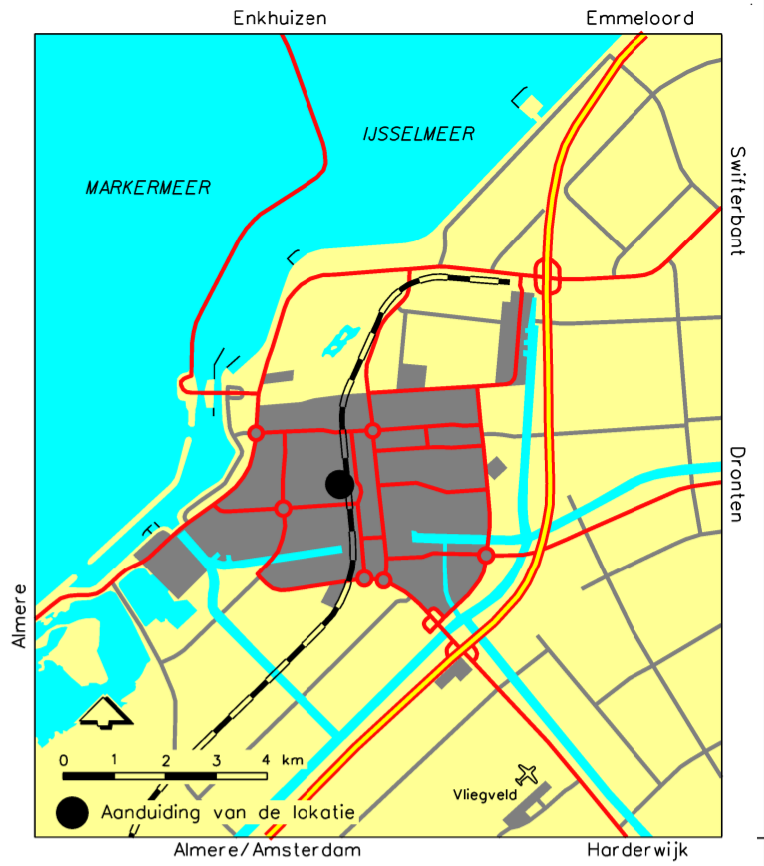 Enkhuizen
Emmeloord
IJSSELMEER
MARKERMEER
Swifterbant
Dronten
Almere
0 1 2 3 4 km
Vliegveld
Aanduiding van de lokatie
Almere/Amsterdam
Harderwijk